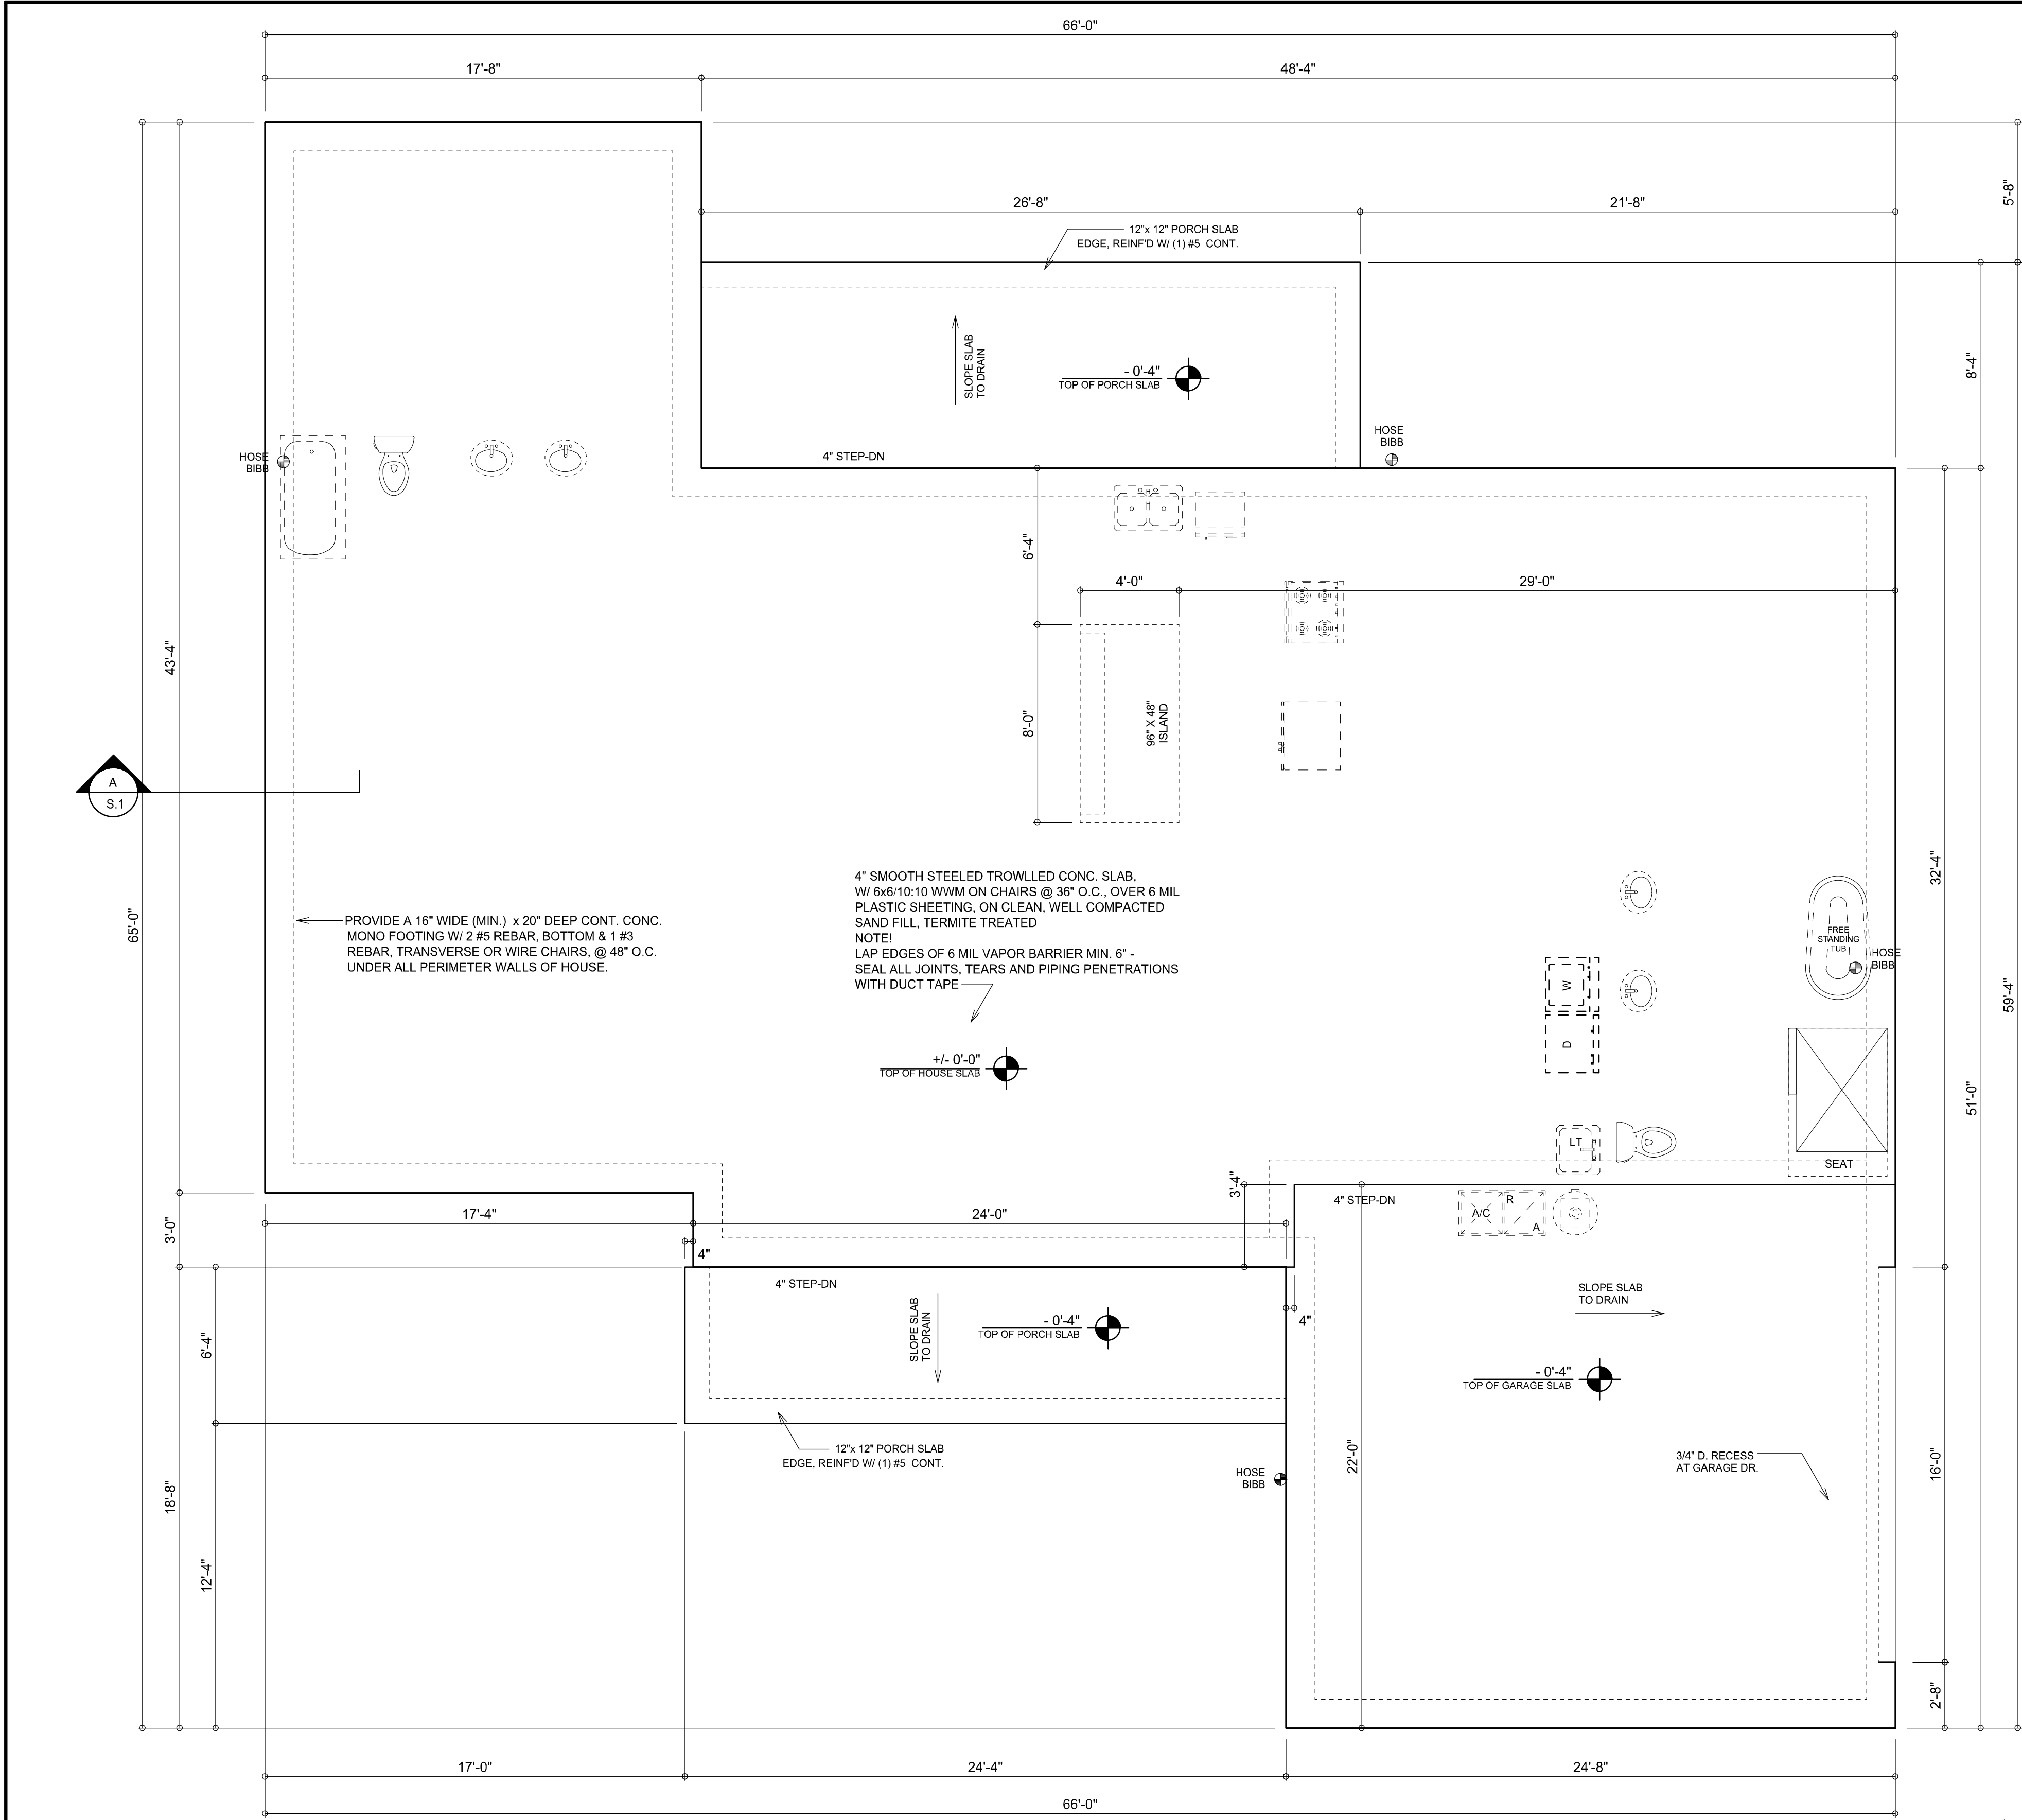 66'-0"
17'-8"
48'-4"
5'-8"
26'-8"
21'-8"
12"x 12" PORCH SLAB
EDGE, REINF'D W/ (1) #5 CONT.
SLOPE SLAB
TO DRAIN
- 0'-4"
TOP OF PORCH SLAB
8'-4"
HOSE
BIBB
HOSE
BIBB
4" STEP-DN
6'-4"
4'-0"
29'-0"
43'-4"
8'-0"
96" X 48"
ISLAND
A
S.1
32'-4"
65'-0"
4" SMOOTH STEELED TROWLLED CONC. SLAB,
W/ 6x6/10:10 WWM ON CHAIRS @ 36" O.C., OVER 6 MIL
PLASTIC SHEETING, ON CLEAN, WELL COMPACTED
SAND FILL, TERMITE TREATED
NOTE!
LAP EDGES OF 6 MIL VAPOR BARRIER MIN. 6" -
SEAL ALL JOINTS, TEARS AND PIPING PENETRATIONS
WITH DUCT TAPE
PROVIDE A 16" WIDE (MIN.) x 20" DEEP CONT. CONC.
MONO FOOTING W/ 2 #5 REBAR, BOTTOM & 1 #3
REBAR, TRANSVERSE OR WIRE CHAIRS, @ 48" O.C.
UNDER ALL PERIMETER WALLS OF HOUSE.
FREE
STANDING
TUB
HOSE
BIBB
W
D
59'-4"
51'-0"
+/- 0'-0"
TOP OF HOUSE SLAB
LT
SEAT
3'-4"
4" STEP-DN
A/C
R
A
3'-0"
17'-4"
24'-0"
4"
4" STEP-DN
SLOPE SLAB
TO DRAIN
- 0'-4"
TOP OF PORCH SLAB
4"
SLOPE SLAB
TO DRAIN
6'-4"
- 0'-4"
TOP OF GARAGE SLAB
12"x 12" PORCH SLAB
EDGE, REINF'D W/ (1) #5 CONT.
HOSE
BIBB
22'-0"
3/4" D. RECESS
AT GARAGE DR.
16'-0"
18'-8"
12'-4"
2'-8"
17'-0"
24'-4"
24'-8"
66'-0"